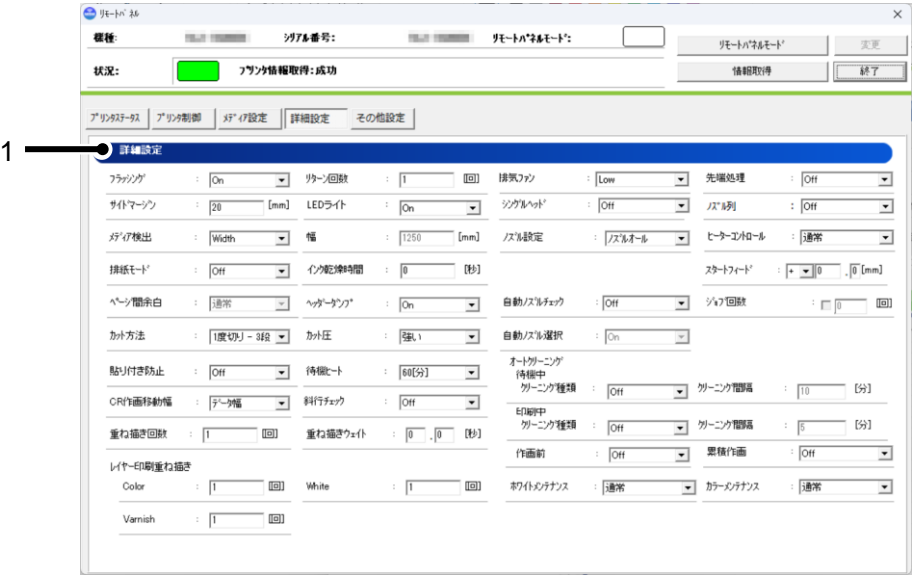 リモートパネル
機種: シリアル番号: リモートパネルモード:
リモートパネルモード 変更
状況: プリンタ情報取得:成功
情報取得 終了
プリンタステータス プリンタ制御 メディア設定 詳細設定 その他設定
1
詳細設定
フラッシング : On リターン回数 : 1 [回] 排気ファン : Low 先端処理 : Off
サイドマージン : 20 [mm] LEDライト : On シングルヘッド : Off ノズル列 : Off
メディア検出 : Width 幅 : 1250 [mm] ノズル設定 : ノズルオール ヒーターコントロール : 通常
排紙モード : Off インク乾燥時間 : 0 [秒] スタートフィード : + 0 . 0 [mm]
ページ間余白 : 通常 ヘッダーダンプ : On 自動ノズルチェック : Off ジョブ回数 : 0 [回]
カット方法 : 1度切り - 3段 カット圧 : 強い 自動ノズル選択 : On
オートクリーニング
待機中
貼り付き防止 : Off 待機ヒート : 60[分] クリーニング種類 : Off クリーニング間隔 : 10 [分]
CR作画移動幅 : データ幅 斜行チェック : Off
印刷中
重ね描き回数 : 1 [回] 重ね描きウェイト : 0 . 0 [秒] クリーニング種類 : Off クリーニング間隔 : 5 [分]
作画前 : Off 累積作画 : Off
レイヤー印刷重ね描き
Color : 1 [回] White : 1 [回] ホワイトメンテナンス : 通常 カラーメンテナンス : 通常
Varnish : 1 [回]